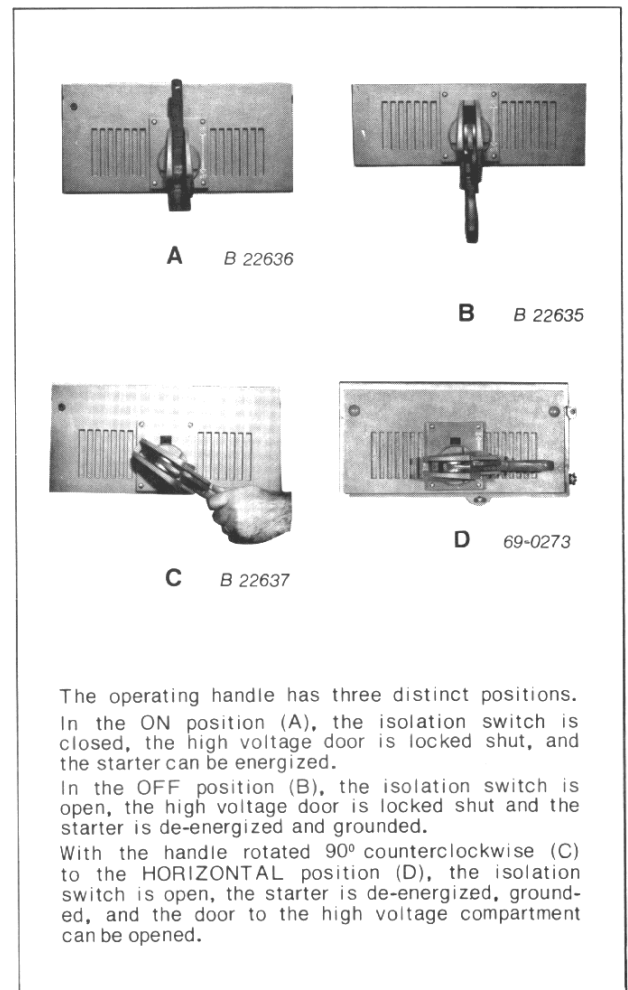 A B 22636
B B 22635
C B 22637
D 69-0273
The operating handle has three distinct positions.
In the ON position (A), the isolation switch is
closed, the high voltage door is locked shut, and
the starter can be energized.
In the OFF position (B), the isolation switch is
open, the high voltage door is locked shut and the
starter is de-energized and grounded.
With the handle rotated 90º counterclockwise (C)
to the HORIZONTAL position (D), the isolation
switch is open, the starter is de-energized, ground-
ed, and the door to the high voltage compartment
can be opened.